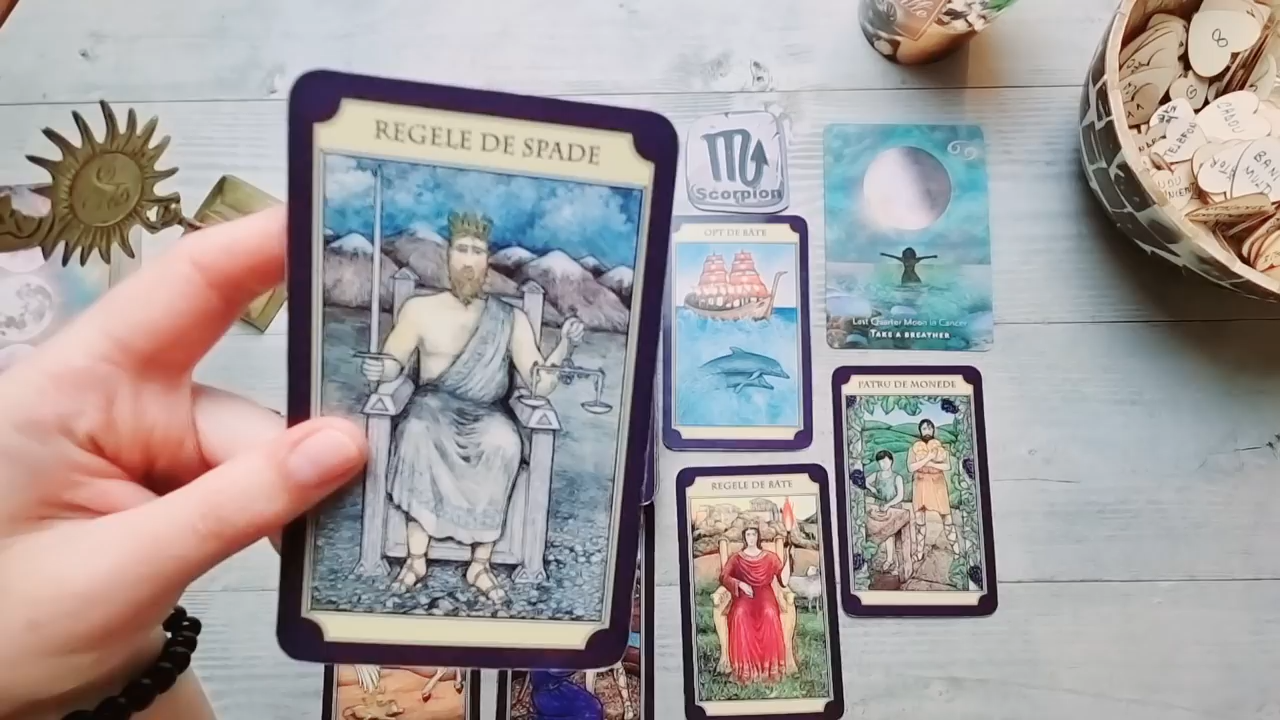 REGELE DE SPADE
Scorpion
OPT DE BÂTE
Last Quarter Moon in Cancer
TAKE A BREATHER
PATRU DE MONEDE
REGELE DE BÂTE
8
CADOU